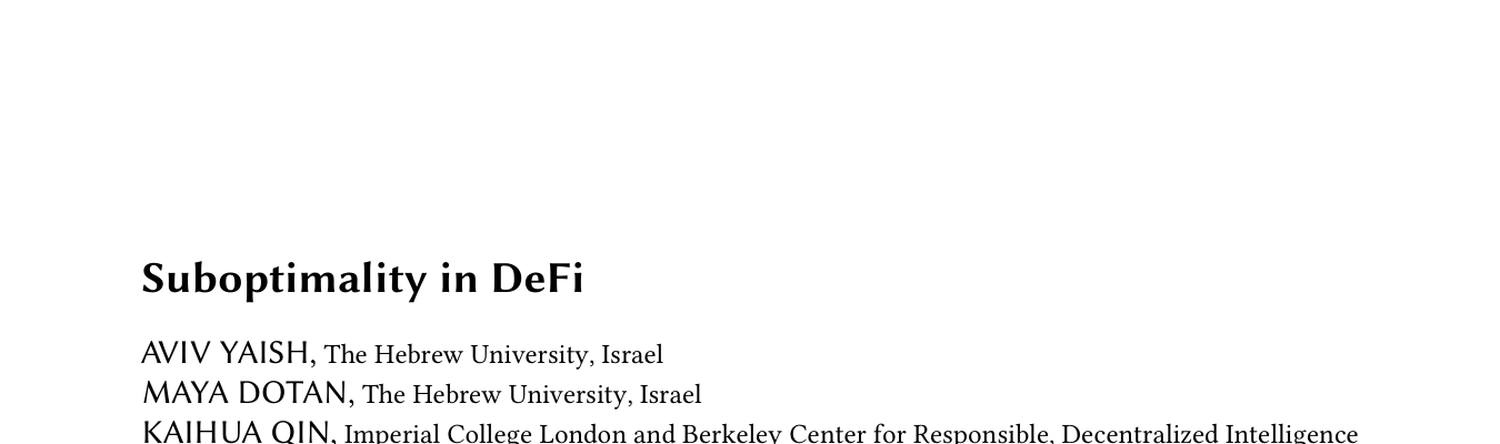 Suboptimality in DeFi
AVIV YAISH, The Hebrew University, Israel
MAYA DOTAN, The Hebrew University, Israel
KAIHUA QIN, Imperial College London and Berkeley Center for Responsible, Decentralized Intelligence